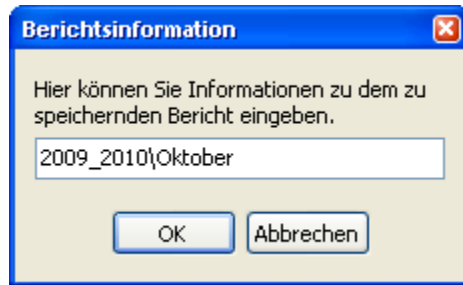 Berichtsinformation
Hier können Sie Informationen zu dem zu
speichernden Bericht eingeben.
2009_2010\Oktober
OK
Abbrechen